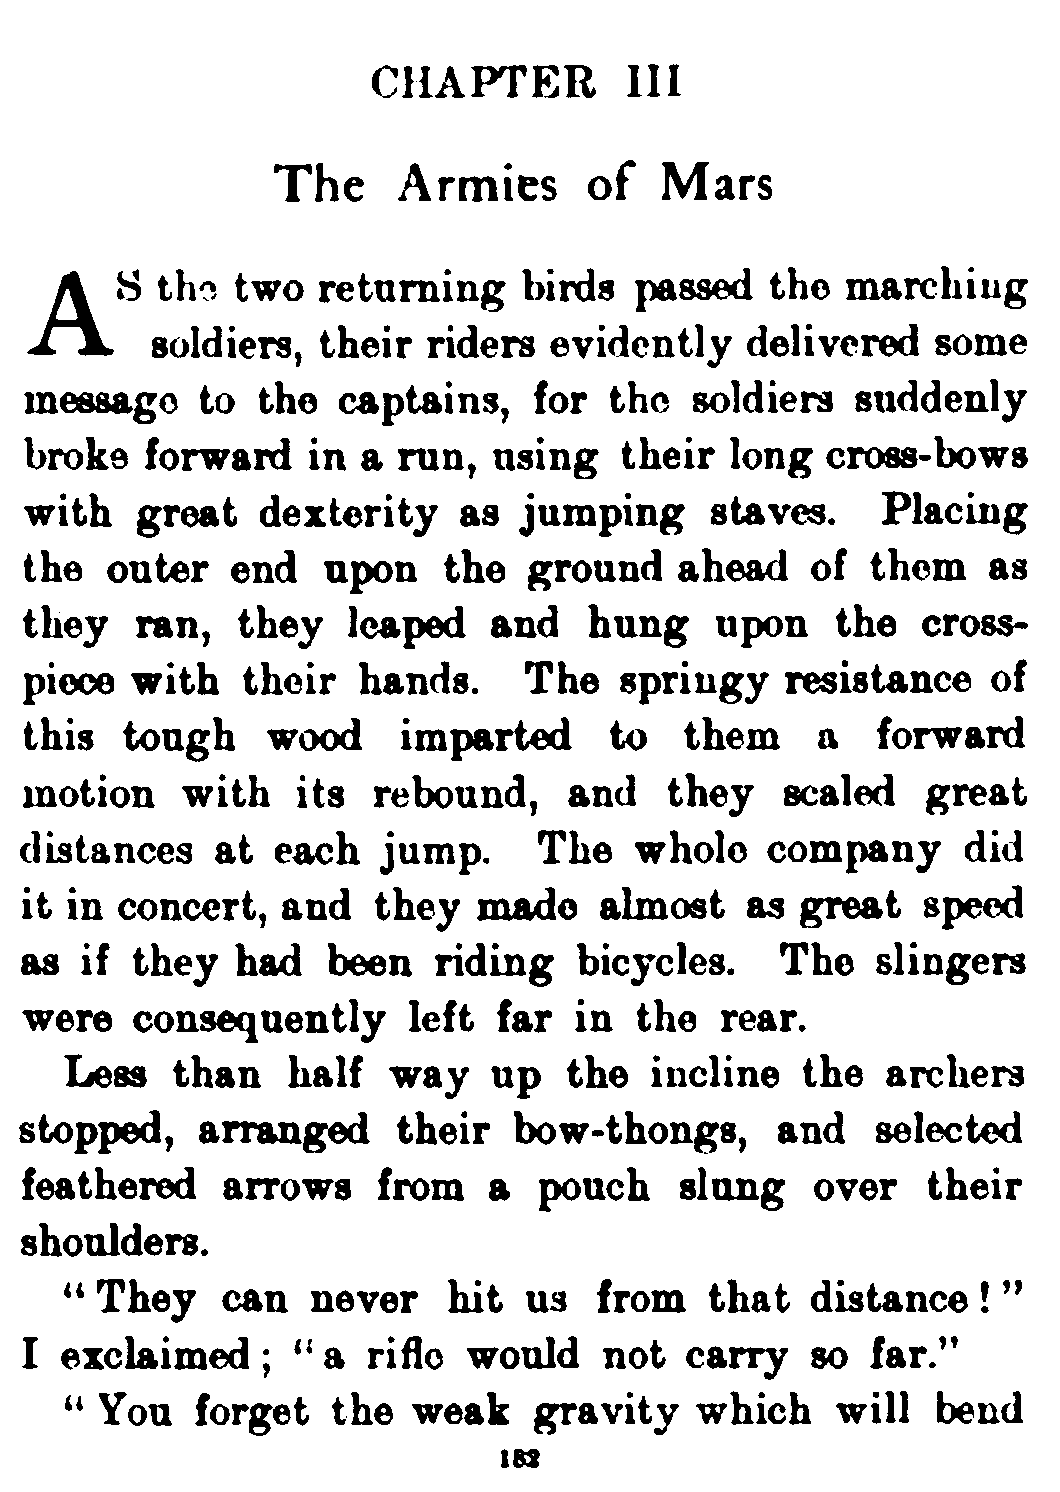 CHAPTER III
The Armies of Mars
AS the two returning birds passed the marching
soldiers, their riders evidently delivered some
message to the captains, for the soldiers suddenly
broke forward in a run, using their long cross-bows
with great dexterity as jumping staves. Placing
the outer end upon the ground ahead of them as
they ran, they leaped and hung upon the cross-
piece with their hands. The springy resistance of
this tough wood imparted to them a forward
motion with its rebound, and they scaled great
distances at each jump. The whole company did
it in concert, and they made almost as great speed
as if they had been riding bicycles. The slingers
were consequently left far in the rear.
Less than half way up the incline the archers
stopped, arranged their bow-thongs, and selected
feathered arrows from a pouch slung over their
shoulders.
“They can never hit us from that distance!”
I exclaimed; “a rifle would not carry so far.”
“You forget the weak gravity which will bend
182